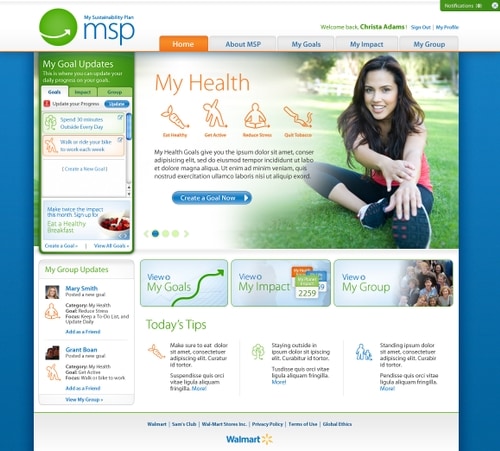 Notifications
My Sustainability Plan
msp
Welcome back, Christa Adams !
Sign Out | My Profile
Home
About MSP
My Goals
My Impact
My Group
My Goal Updates
This is where you can update your
daily progress on your goals.
Goals
Impact
Group
Update your Progress
Update
Spend 30 minutes
Outside Every Day
Walk or ride your bike
to work each week
[ Create a New Goal ]
Make twice the impact
this month. Sign up for
Eat a Healthy
Breakfast
Create a Goal >
View All Goals >
My Health
Eat Healthy
Get Active
Reduce Stress
Quit Tobacco
My Health Goals give you the ipsum dolor sit amet, conser
adipisicing elit, sed do eiusmod tempor incididunt ut labo
et dolore magna aliqua. Ut enim ad minim veniam, quis
nostrud exercitation ullamco laboris nisi ut aliquip exord.
Create a Goal Now
My Group Updates
Mary Smith
Posted a new goal
Category: My Health
Goal: Reduce Stress
Focus: Keep a To-Do List, and
Update Daily
Add as a Friend
Grant Boan
Posted a new goal
Category: My Health
Goal: Get Active
Focus: Walk or bike to work.
Add as a Friend
View My Group >
View
My Goals
View
My Impact
2259
View
My Group
Today's Tips
Make sure to eat dolor
sit amet, consectetuer
adipiscing elit. Curatur
id tortor.
Suspendisse quis orci
vitae ligula aliquam
fringilla. More!
Staying outside in
ipsum dolor sit ipiscing
elit. Curabitur id tortor.
Tusdisse quis orci vitae
ligula aliquam fringilla.
More!
Standing ipsum
dolor sit amet,
consectetuer adipiscing
elit. Curabitur id tortor.
Pendisse quis orci vitae
ligula aliquam fringilla.
More!
Walmart | Sam's Club | Wal-Mart Stores Inc. | Privacy Policy | Terms of Use | Global Ethics
Walmart